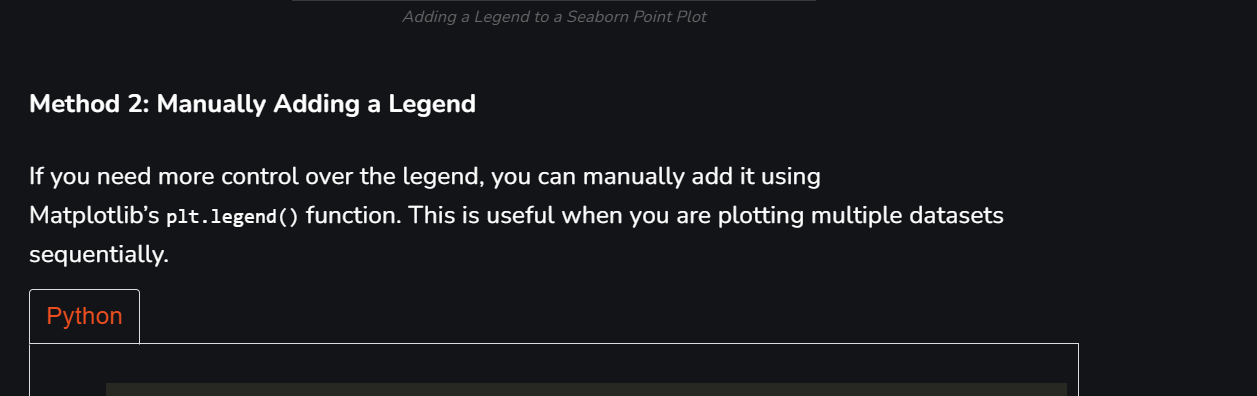 Adding a Legend to a Seaborn Point Plot
Method 2: Manually Adding a Legend
If you need more control over the legend, you can manually add it using
Matplotlib’s plt.legend() function. This is useful when you are plotting multiple datasets
sequentially.
Python